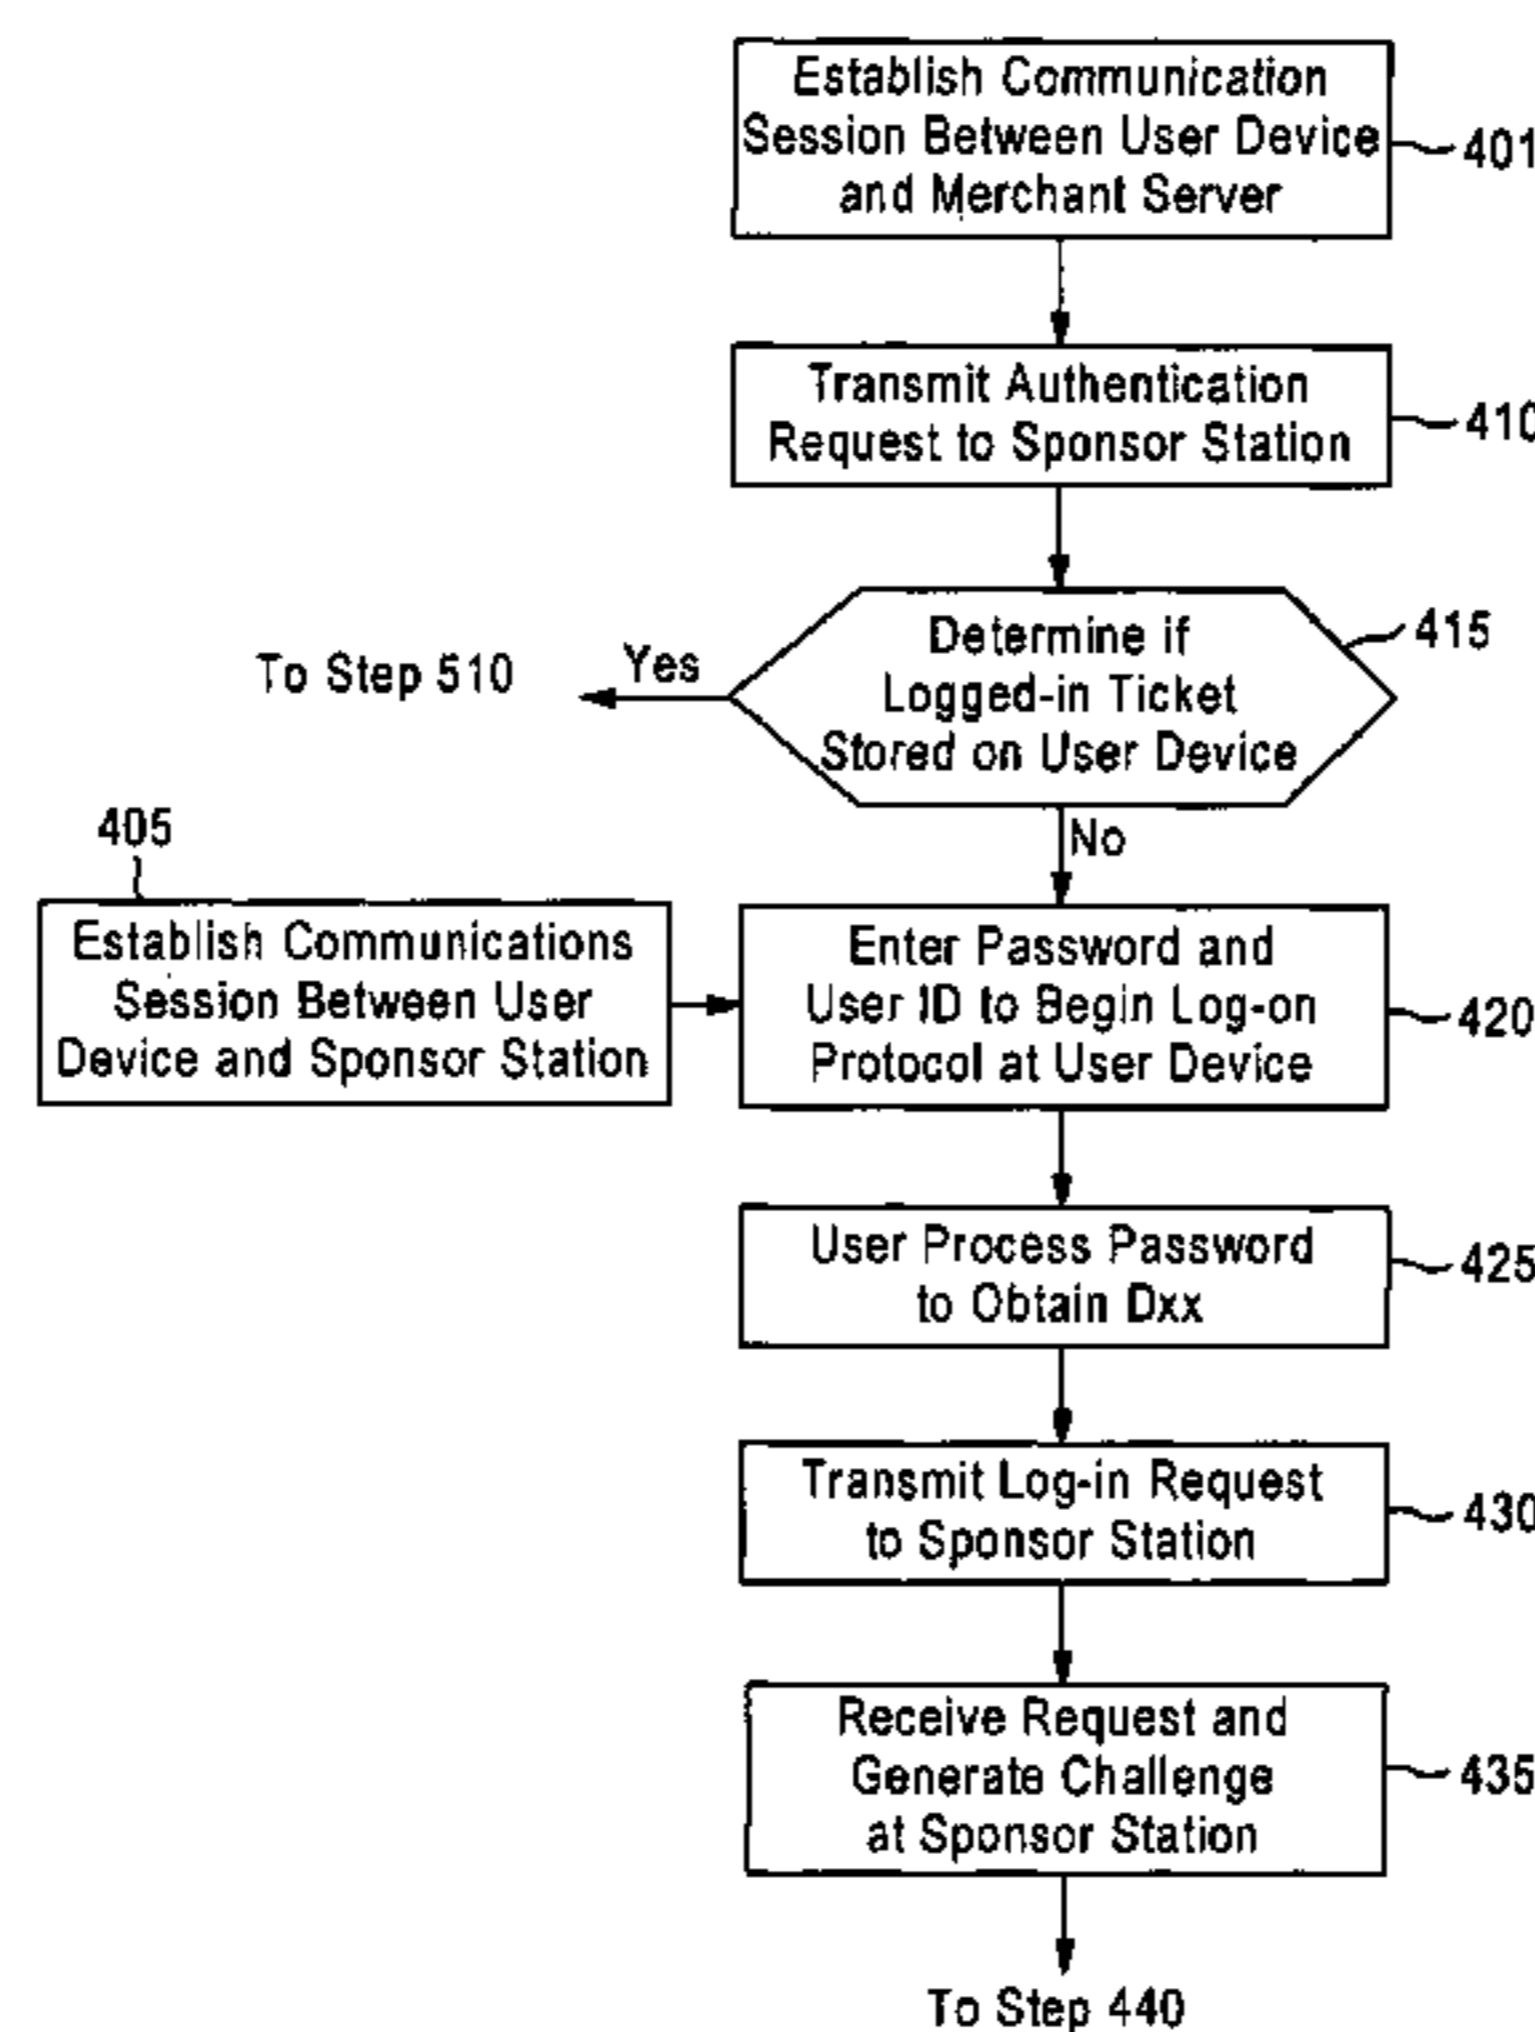 Establish Communication
Session Between User Device
and Merchant Server
401
Transmit Authentication
Request to Sponsor Station
410
Determine if
Logged-in Ticket
Stored on User Device
415
Yes
To Step 510
No
405
Establish Communications
Session Between User
Device and Sponsor Station
Enter Password and
User ID to Begin Log-on
Protocol at User Device
420
User Process Password
to Obtain Dxx
425
Transmit Log-in Request
to Sponsor Station
430
Receive Request and
Generate Challenge
at Sponsor Station
435
To Step 440